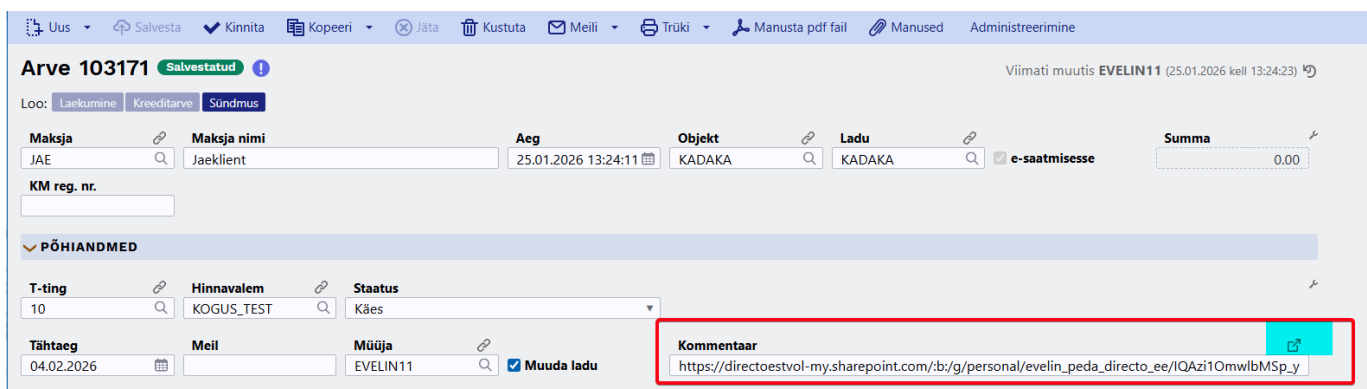 Uus Salvesta Kinnita Kopeeri Jäta Kustuta Meili Trüki Manusta pdf fail Manused Administreerimine
Arve 103171 Salvestatud Viimati muutis EVELIN11 (25.01.2026 kell 13:24:23)
Loo: Laekumine Kreeditarve Sündmus
Maksja Maksja nimi Aeg Objekt Ladu Summa
JAE Jaeklient 25.01.2026 13:24:11 KADAKA KADAKA e-saatmisesse 0.00
KM reg. nr.
PÕHIANDMED
T-ting Hinnavalem Staatus
10 KOGUS_TEST Käes
Tähtaeg Meil Müüja Kommentaar
04.02.2026 EVELIN11 Muuda ladu https://directoestvol-my.sharepoint.com/:b:/g/personal/evelin_peda_directo_ee/IQAzi1OmwlbMSp_y